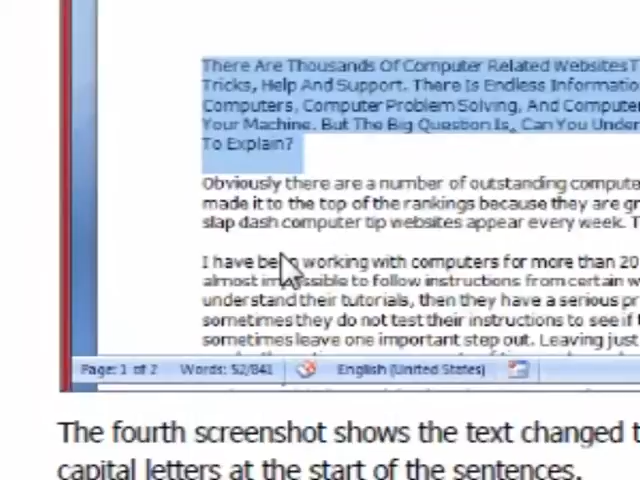 There Are Thousands Of Computer Related Websites T
Tricks, Help And Support. There Is Endless Informatio
Computers, Computer Problem Solving, And Compute
Your Machine. But The Big Question Is, Can You Under
To Explain?
Obviously there are a number of outstanding compute
made it to the top of the rankings because they are gr
slap dash computer tip websites appear every week. T
I have been working with computers for more than 20
almost impossible to follow instructions from certain w
understand their tutorials, then they have a serious pr
sometimes they do not test their instructions to see if t
sometimes leave one important step out. Leaving just
Page: 1 of 2 Words: 52/841 English (United States)
The fourth screenshot shows the text changed t
capital letters at the start of the sentences.